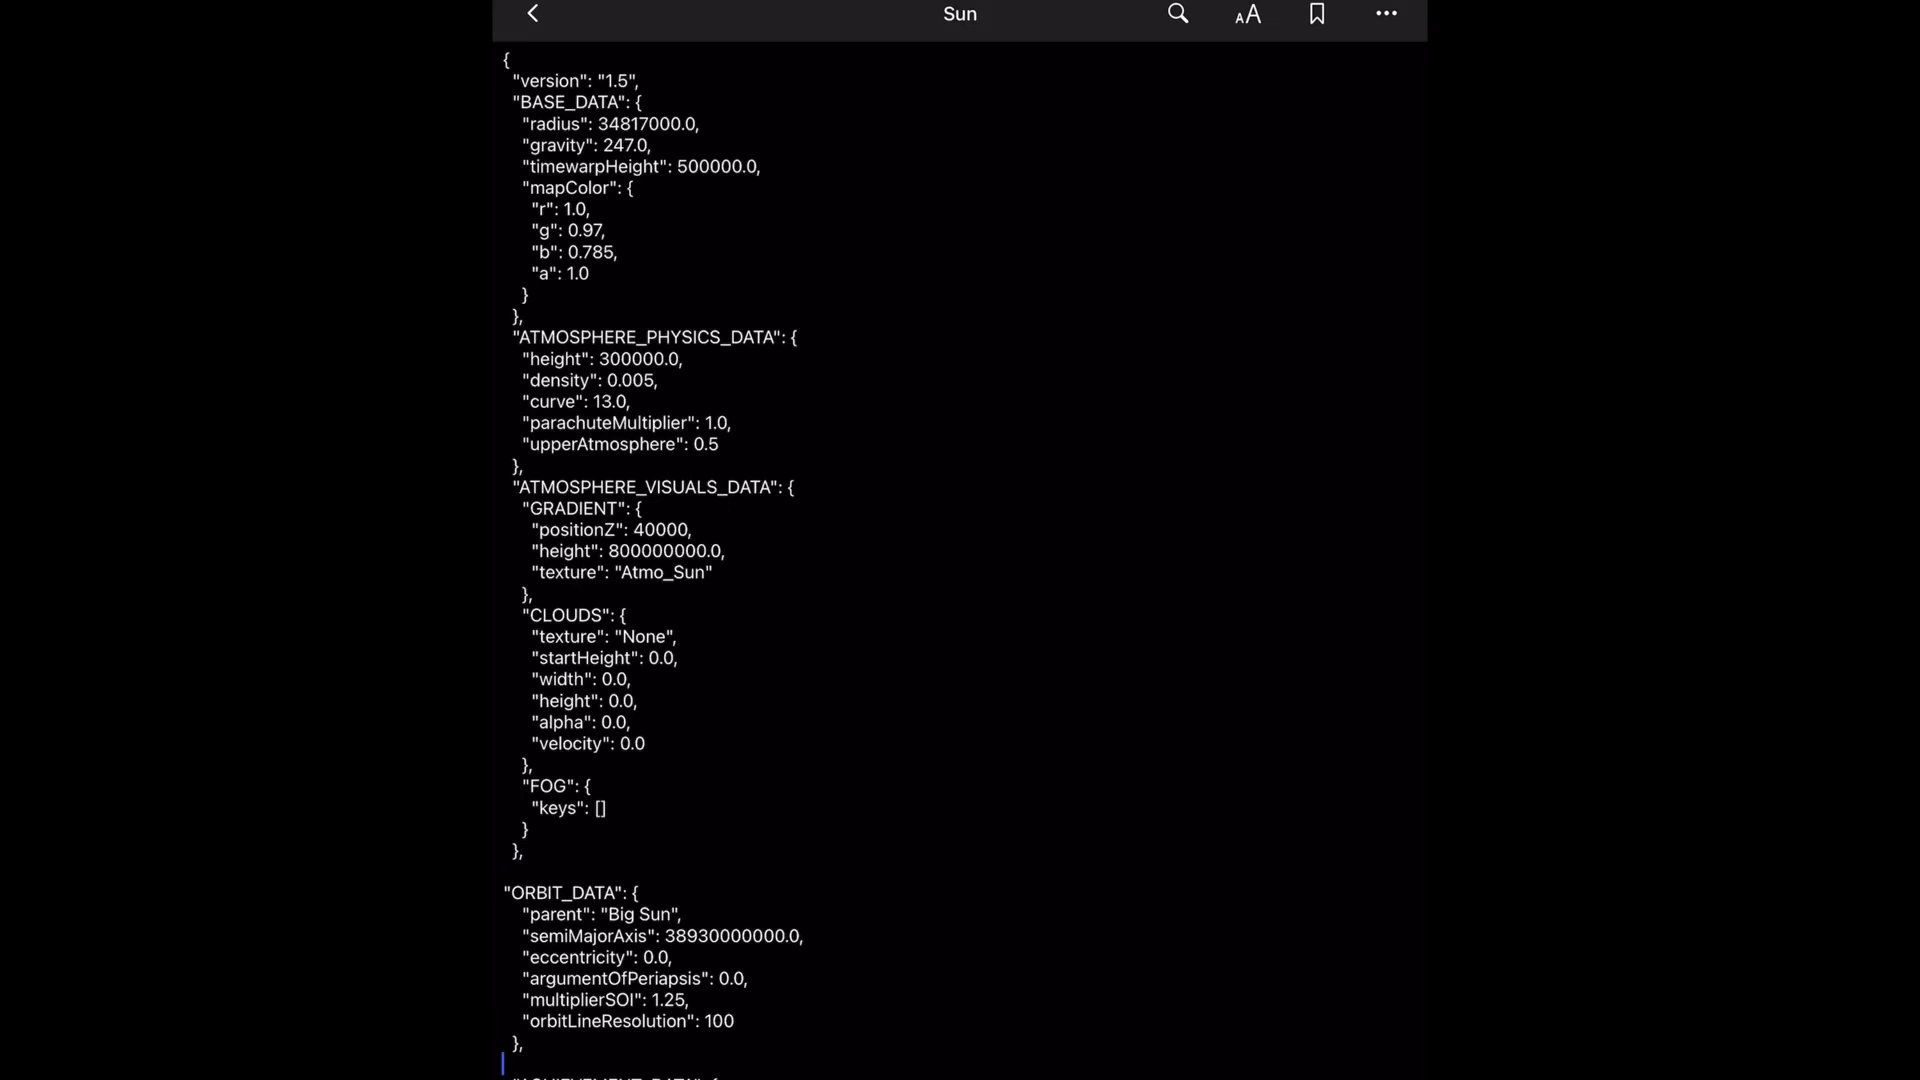 Sun
AA
{
"version": "1.5",
"BASE_DATA": {
"radius": 34817000.0,
"gravity": 247.0,
"timewarpHeight": 500000.0,
"mapColor": {
"r": 1.0,
"g": 0.97,
"b": 0.785,
"a": 1.0
}
},
"ATMOSPHERE_PHYSICS_DATA": {
"height": 300000.0,
"density": 0.005,
"curve": 13.0,
"parachuteMultiplier": 1.0,
"upperAtmosphere": 0.5
},
"ATMOSPHERE_VISUALS_DATA": {
"GRADIENT": {
"positionZ": 40000,
"height": 800000000.0,
"texture": "Atmo_Sun"
},
"CLOUDS": {
"texture": "None",
"startHeight": 0.0,
"width": 0.0,
"height": 0.0,
"alpha": 0.0,
"velocity": 0.0
},
"FOG": {
"keys": []
}
},
"ORBIT_DATA": {
"parent": "Big Sun",
"semiMajorAxis": 38930000000.0,
"eccentricity": 0.0,
"argumentOfPeriapsis": 0.0,
"multiplierSOI": 1.25,
"orbitLineResolution": 100
},